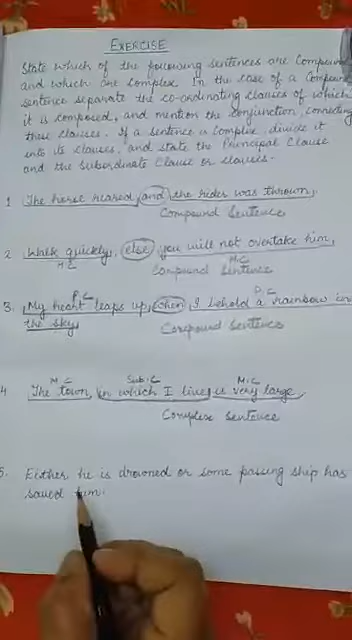 EXERCISE
State which of the following sentences are Compound
and which are complex. In the case of a Compound
sentence separate the co-ordinating clauses of which
it is composed, and mention the conjunction connecting
these clauses. If a sentence is Complex, divide it
into its clauses, and state the Principal Clause
and the Subordinate Clause or clauses.
1 The horse reared, and the rider was thrown,
Compound Sentence
2 Walk quickly, else you will not overtake him,
M.C M.C
Compound Sentence
P.C P.C
3. My heart leaps up when I behold a rainbow in
the sky, Compound Sentence
M.C Sub.C M.C
4 The town, in which I live, is very large,
Complex Sentence
5. Either he is drowned or some passing ship has
saved him.